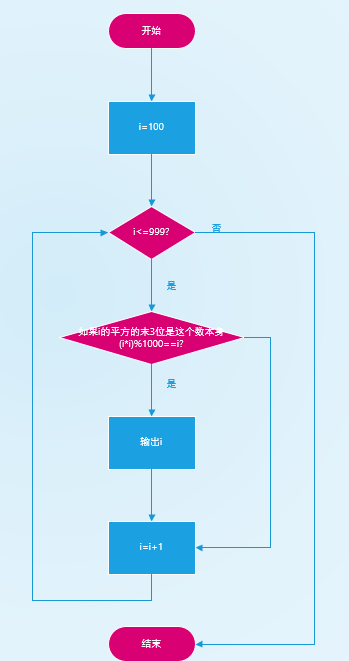 开始
i=100
i<=999?
否
是
如果i的平方的末3位是这个数本身
(i*i)%1000==i?
是
输出i
i=i+1
结束